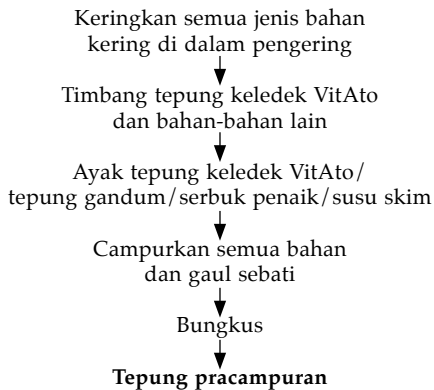 Keringkan semua jenis bahan
kering di dalam pengering
Timbang tepung keledek VitAto
dan bahan-bahan lain
Ayak tepung keledek VitAto/
tepung gandum/serbuk penaik/susu skim
Campurkan semua bahan
dan gaul sebati
Bungkus
Tepung pracampuran